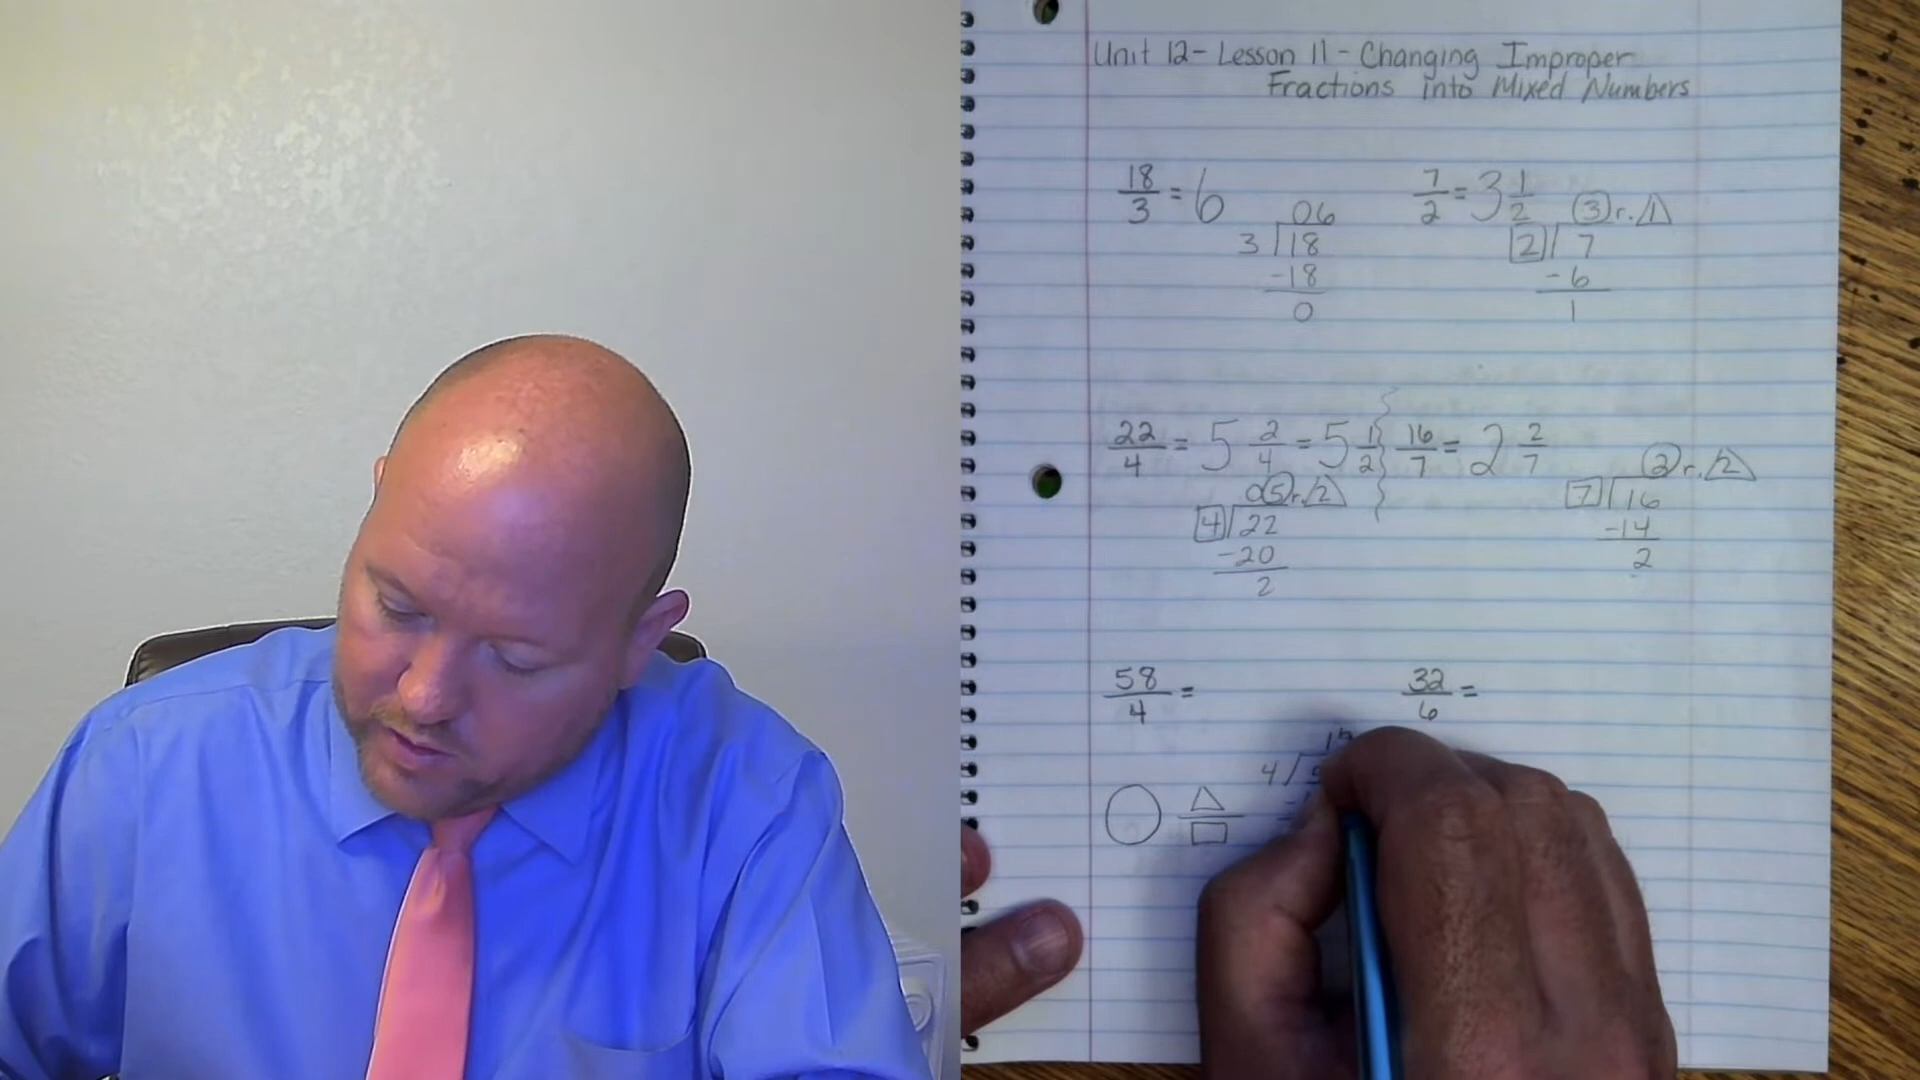 Unit 12- Lesson 11 - Changing Improper
Fractions into Mixed Numbers
18/3 = 6
06
3 18
-18
0
7/2 = 3 1/2
3 r. 1
2 7
-6
1
22/4 = 5 2/4 = 5 1/2
05 r. 2
4 22
-20
2
16/7 = 2 2/7
2 r. 2
7 16
-14
2
58/4 =
4
32/6 =